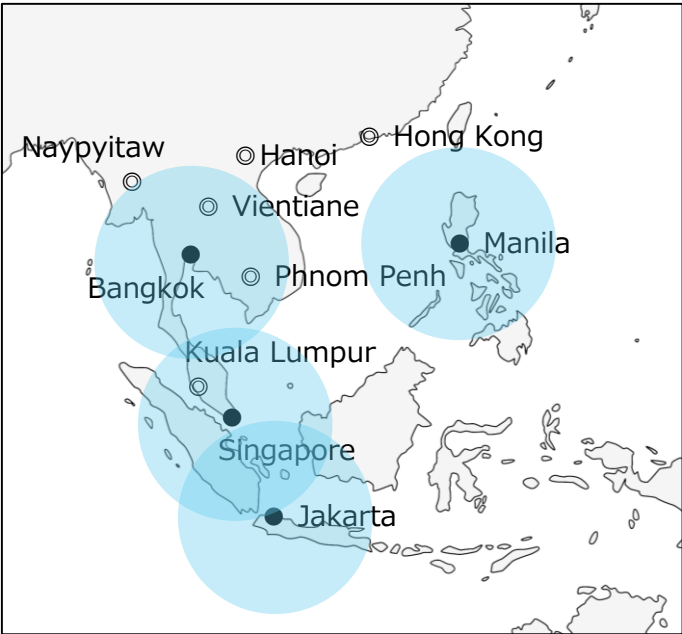 Hong Kong
Naypyitaw
Hanoi
Vientiane
Manila
Phnom Penh
Bangkok
Kuala Lumpur
Singapore
Jakarta